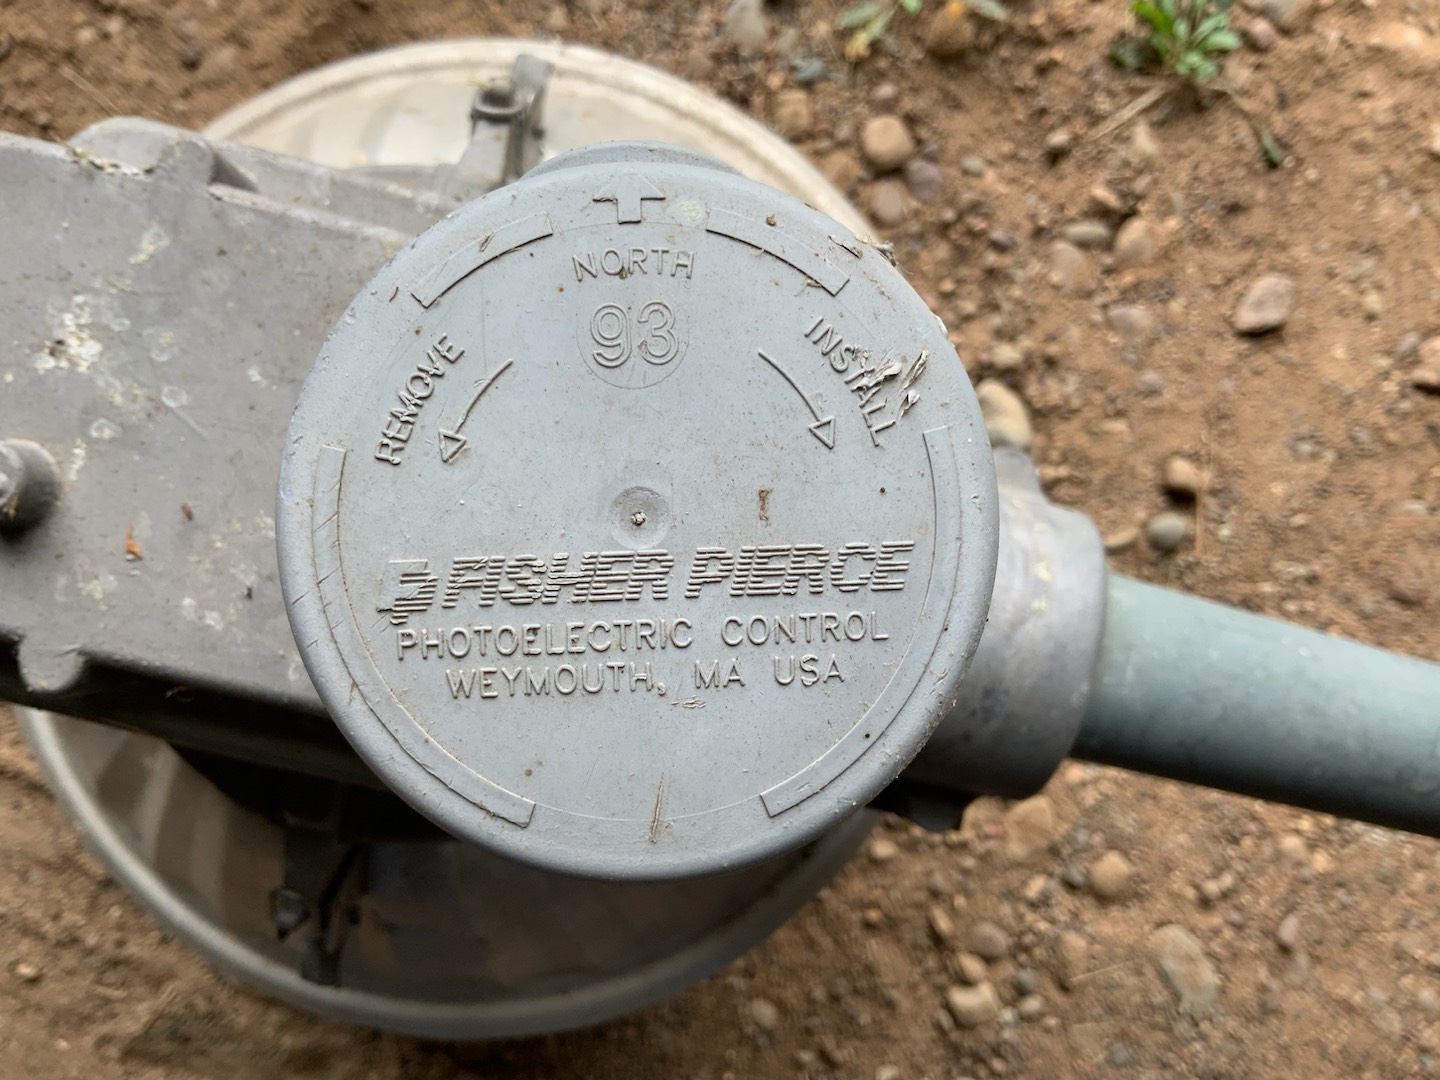 NORTH
93
REMOVE
INSTALL
FISHER PIERCE
PHOTOELECTRIC CONTROL
WEYMOUTH, MA USA